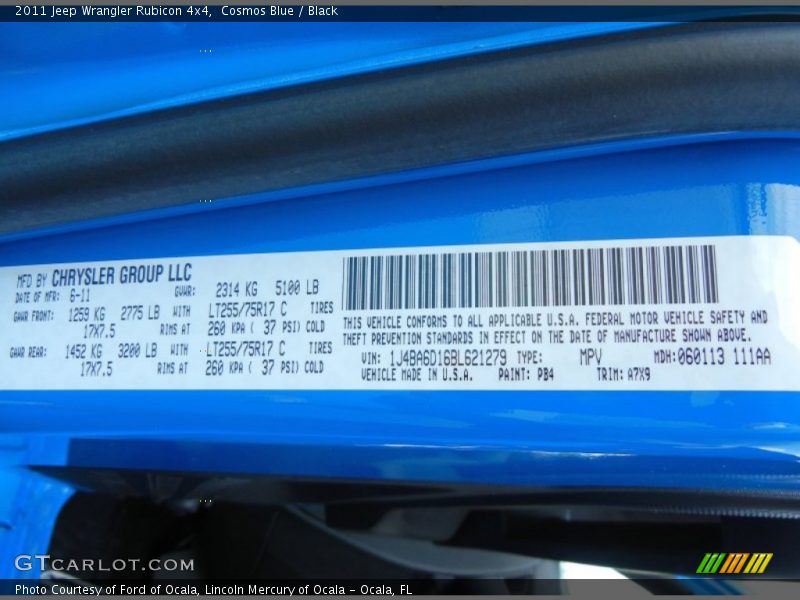 2011 Jeep Wrangler Rubicon 4x4,  Cosmos Blue / Black
MFD BY CHRYSLER GROUP LLC
DATE OF MFR: 6-11 GVWR: 2314 KG 5100 LB
GAWR FRONT: 1259 KG 2775 LB WITH LT255/75R17 C TIRES
17X7.5 RIMS AT 260 KPA ( 37 PSI) COLD
GAWR REAR: 1452 KG 3200 LB WITH LT255/75R17 C TIRES
17X7.5 RIMS AT 260 KPA ( 37 PSI) COLD
THIS VEHICLE CONFORMS TO ALL APPLICABLE U.S.A. FEDERAL MOTOR VEHICLE SAFETY AND
THEFT PREVENTION STANDARDS IN EFFECT ON THE DATE OF MANUFACTURE SHOWN ABOVE.
VIN: 1J4BA6D16BL621279 TYPE: MPV MDH:060113 111AA
VEHICLE MADE IN U.S.A. PAINT: PB4 TRIM: A7X9
GTCARLOT.COM
Photo Courtesy of Ford of Ocala, Lincoln Mercury of Ocala - Ocala, FL